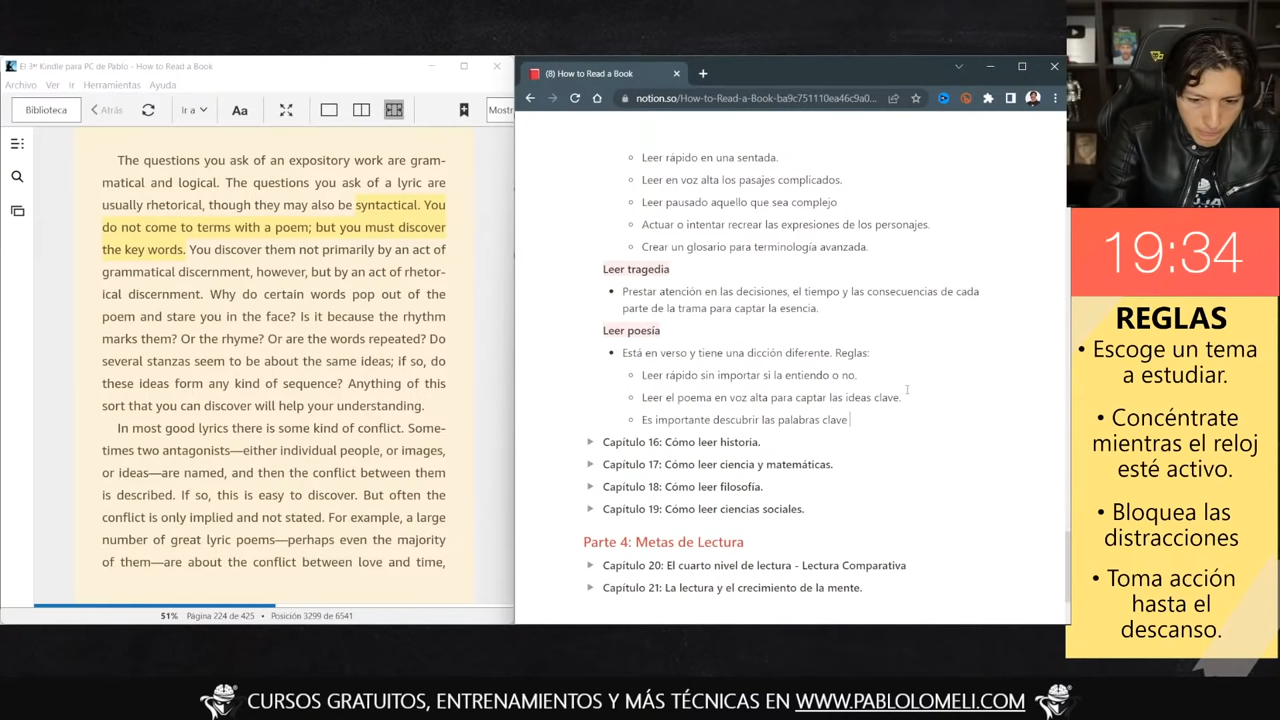 El 3er Kindle para PC de Pablo - How to Read a Book
Archivo Ver Ir Herramientas Ayuda
Biblioteca Atrás Ir a Aa Mostr
The questions you ask of an expository work are gram-
matical and logical. The questions you ask of a lyric are
usually rhetorical, though they may also be syntactical. You
do not come to terms with a poem; but you must discover
the key words. You discover them not primarily by an act of
grammatical discernment, however, but by an act of rhetor-
ical discernment. Why do certain words pop out of the
poem and stare you in the face? Is it because the rhythm
marks them? Or the rhyme? Or are the words repeated? Do
several stanzas seem to be about the same ideas; if so, do
these ideas form any kind of sequence? Anything of this
sort that you can discover will help your understanding.
In most good lyrics there is some kind of conflict. Some-
times two antagonists—either individual people, or images,
or ideas—are named, and then the conflict between them
is described. If so, this is easy to discover. But often the
conflict is only implied and not stated. For example, a large
number of great lyric poems—perhaps even the majority
of them—are about the conflict between love and time,
51% Página 224 de 425 • Posición 3299 de 6541
(8) How to Read a Book
notion.so/How-to-Read-a-Book-ba9c751110ea46c9a0...
Leer rápido en una sentada.
Leer en voz alta los pasajes complicados.
Leer pausado aquello que sea complejo
Actuar o intentar recrear las expresiones de los personajes.
Crear un glosario para terminología avanzada.
Leer tragedia
Prestar atención en las decisiones, el tiempo y las consecuencias de cada
parte de la trama para captar la esencia.
Leer poesía
Está en verso y tiene una dicción diferente. Reglas:
Leer rápido sin importar si la entiendo o no.
Leer el poema en voz alta para captar las ideas clave.
Es importante descubrir las palabras clave
Capítulo 16: Cómo leer historia.
Capítulo 17: Cómo leer ciencia y matemáticas.
Capítulo 18: Cómo leer filosofía.
Capítulo 19: Cómo leer ciencias sociales.
Parte 4: Metas de Lectura
Capítulo 20: El cuarto nivel de lectura - Lectura Comparativa
Capítulo 21: La lectura y el crecimiento de la mente.
19:34
REGLAS
• Escoge un tema
a estudiar.
• Concéntrate
mientras el reloj
esté activo.
• Bloquea las
distracciones
• Toma acción
hasta el
descanso.
CURSOS GRATUITOS, ENTRENAMIENTOS Y MÁS TÉCNICAS EN WWW.PABLOLOMELI.COM